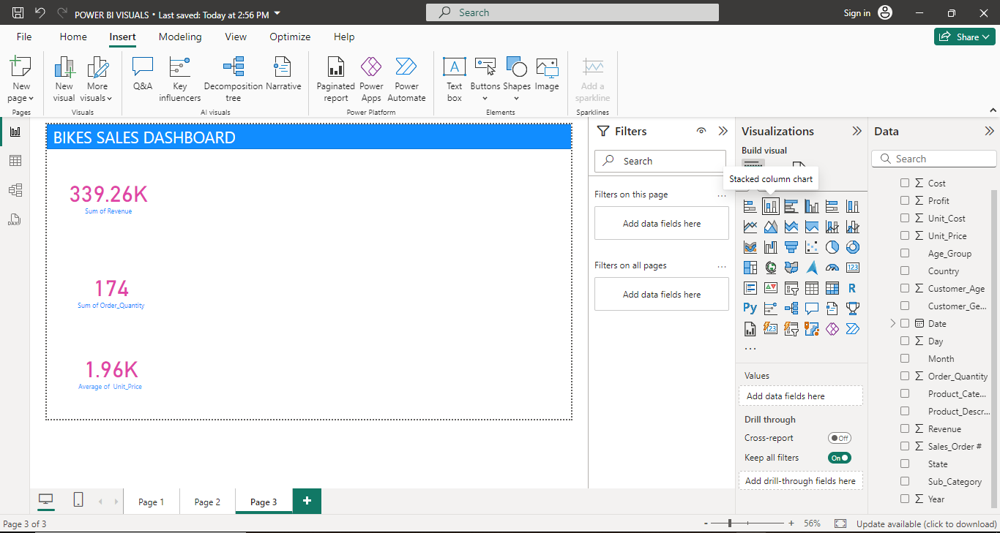 POWER BI VISUALS • Last saved: Today at 2:56 PM
Search
Sign in
File Home Insert Modeling View Optimize Help
Share
New page
New visual
More visuals
Q&A
Key influencers
Decomposition tree
Narrative
Paginated report
Power Apps
Power Automate
Text box
Buttons
Shapes
Image
Add a sparkline
Pages
Visuals
AI visuals
Power Platform
Elements
Sparklines
BIKES SALES DASHBOARD
339.26K
Sum of Revenue
174
Sum of Order_Quantity
1.96K
Average of Unit_Price
Filters
Search
Filters on this page
...
Add data fields here
Filters on all pages
...
Add data fields here
Visualizations
Build visual
Stacked column chart
123
R
Py
123
...
Values
Add data fields here
Drill through
Cross-report
Off
Keep all filters
On
Add drill-through fields here
Data
Search
Cost
Profit
Unit_Cost
Unit_Price
Age_Group
Country
Customer_Age
Customer_Ge...
Date
Day
Month
Order_Quantity
Product_Cate...
Product_Descr...
Revenue
Sales_Order #
State
Sub_Category
Year
DAX
A
Page 1
Page 2
Page 3
+
Page 3 of 3
- + 56%
Update available (click to download)